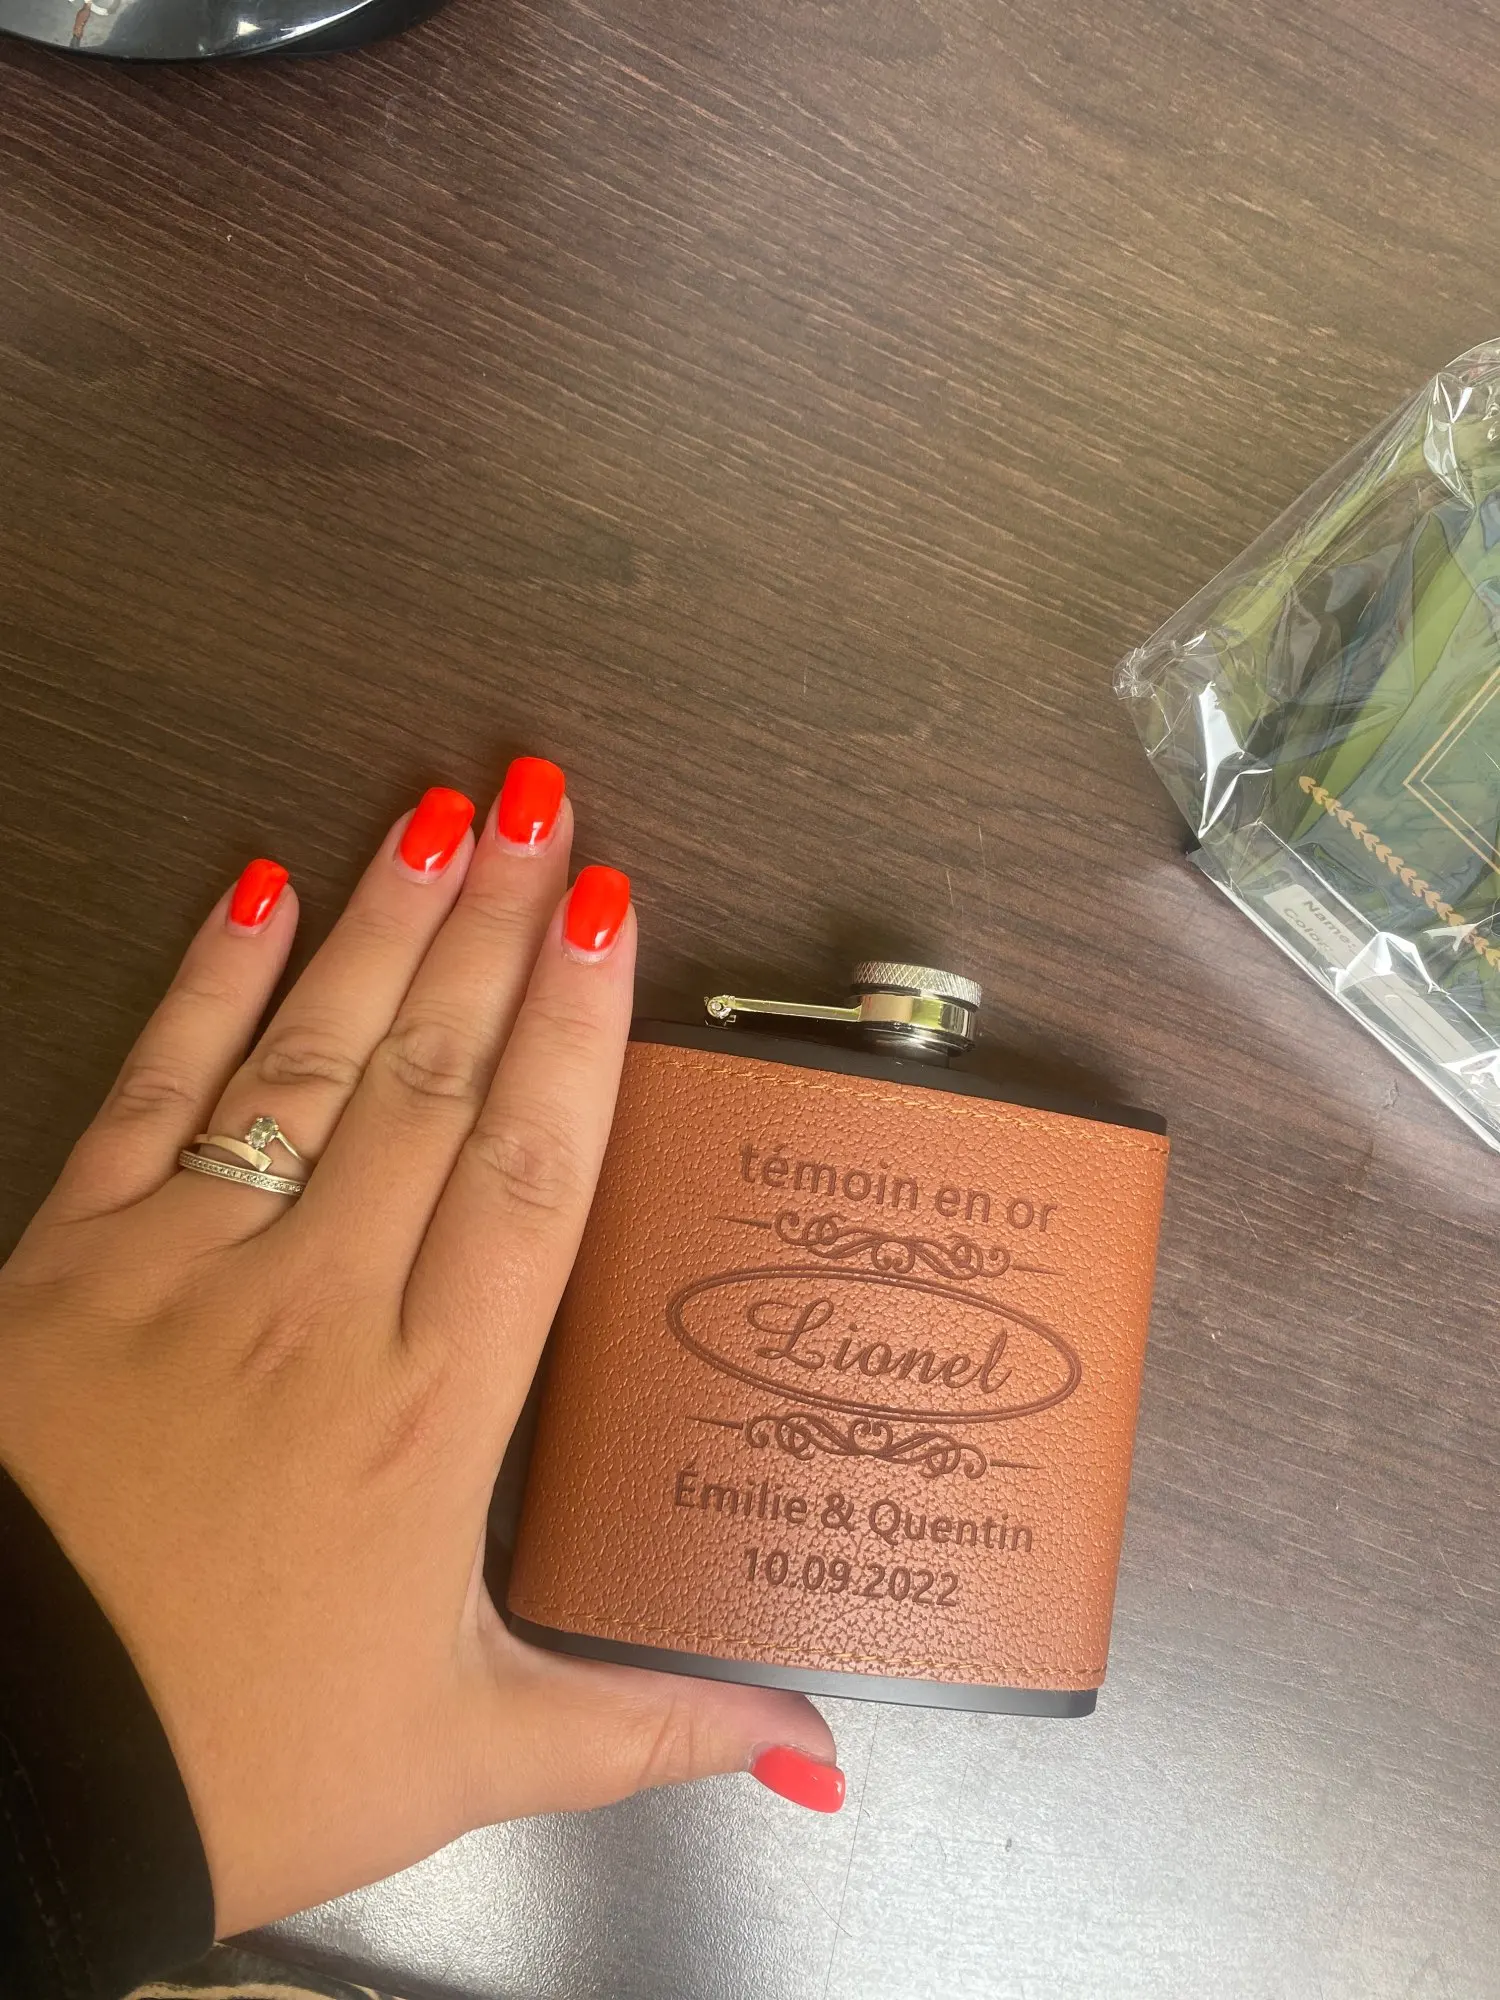 témoin en or
Lionel
Émilie & Quentin
10.09.2022
Name:
Color: